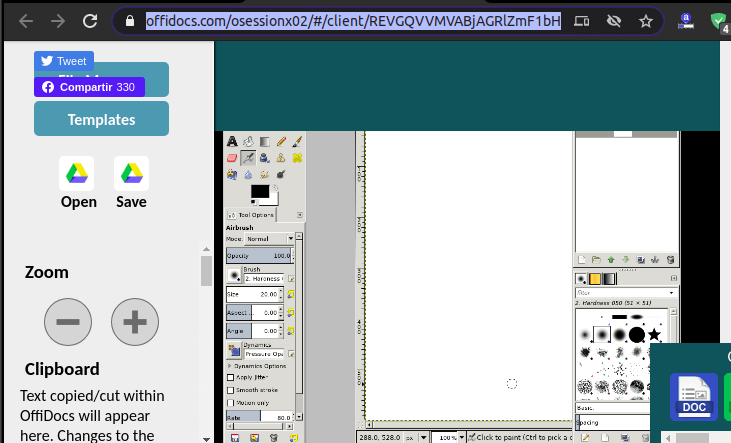 offidocs.com/osessionx02/#/client/REVGQVVMVABjAGRlZmF1bH
4
Tweet
Compartir 330
Templates
Open Save
Zoom
Clipboard
Text copied/cut within
OffiDocs will appear
here. Changes to the
Tool Options
Airbrush
Mode: Normal
Opacity 100.0
Brush
2. Hardness
Size 20.00
Aspect... 0.00
Angle 0.00
Dynamics
Pressure Opa
Dynamics Options
Apply Jitter
Smooth stroke
Motion only
Rate 80.0
288.0, 528.0 px 100% Click to paint (Ctrl to pick a c
filter
2. Hardness 050 (51 × 51)
Basic,
Spacing
DOC